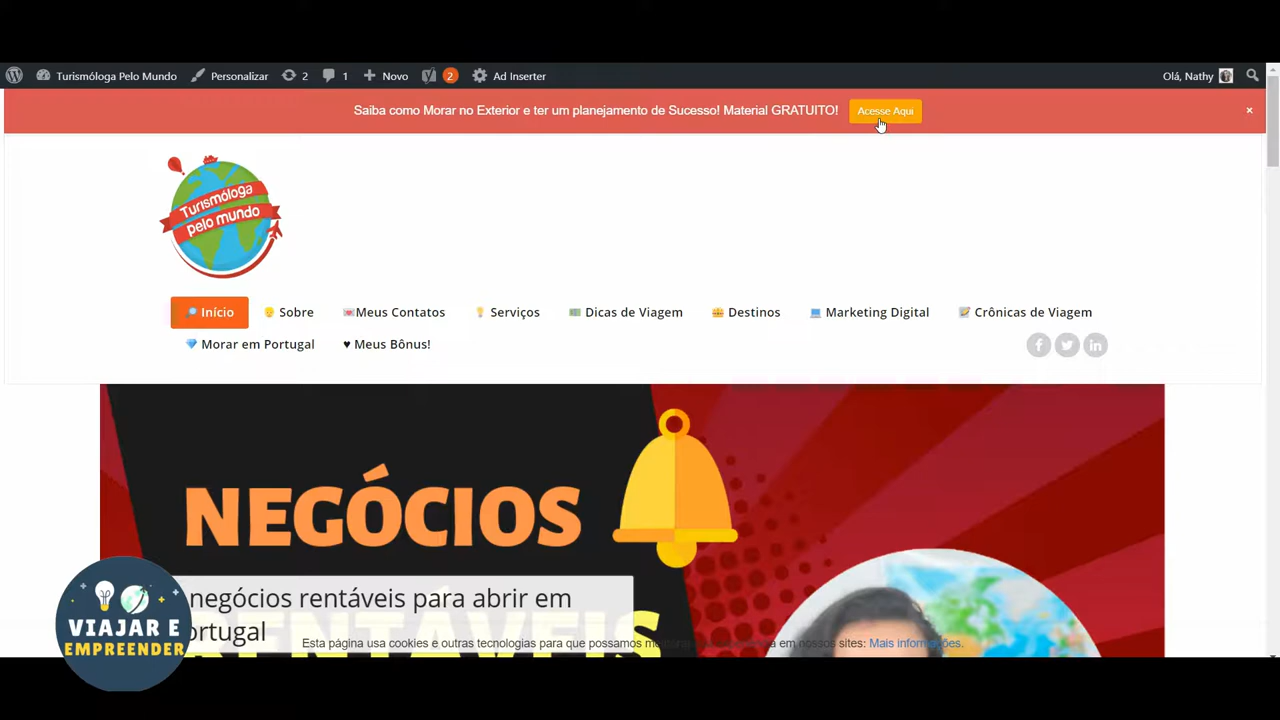 Turismóloga Pelo Mundo Personalizar 2 1 Novo 2 Ad Inserter Olá, Nathy
Saiba como Morar no Exterior e ter um planejamento de Sucesso! Material GRATUITO! Acesse Aqui ×
Turismóloga
pelo mundo
Início Sobre Meus Contatos Serviços Dicas de Viagem Destinos Marketing Digital Crônicas de Viagem
Morar em Portugal ♥ Meus Bônus!
NEGÓCIOS
negócios rentáveis para abrir em
ortugal
RENTÁVEIS
Esta página usa cookies e outras tecnologias para que possamos em nossos sites: Mais informações.
VIAJAR E
EMPREENDER